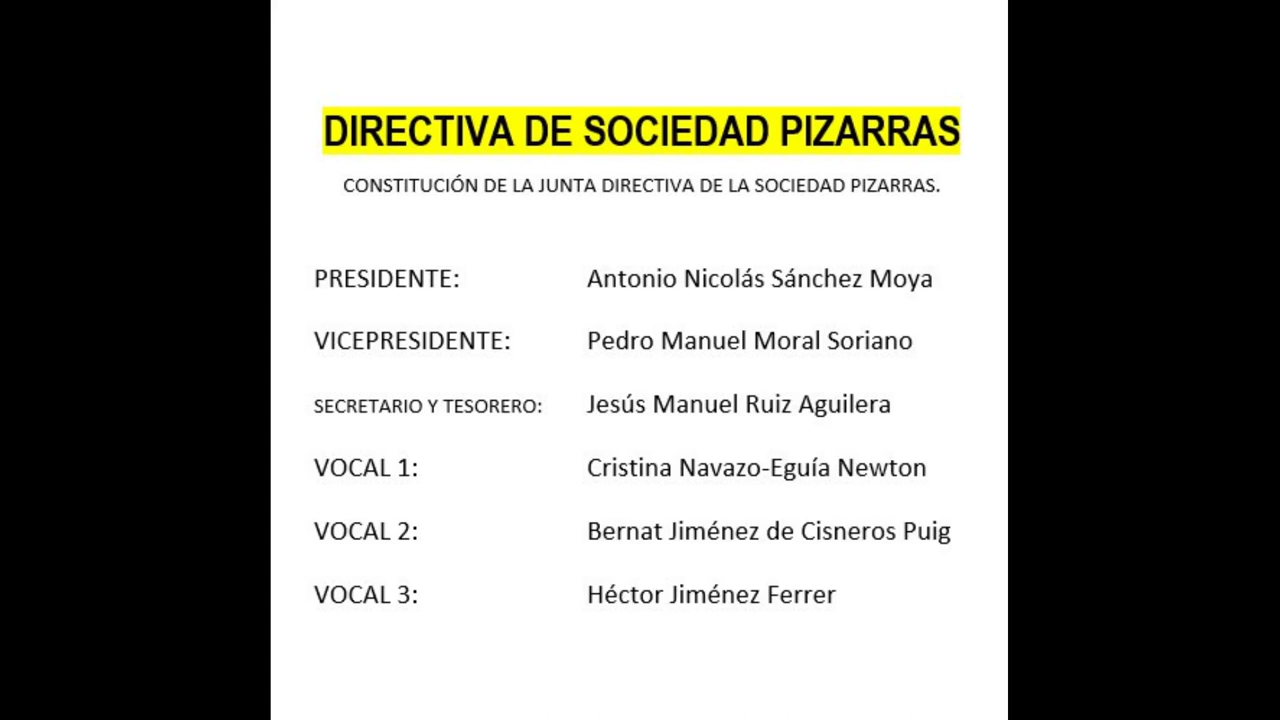 DIRECTIVA DE SOCIEDAD PIZARRAS
CONSTITUCIÓN DE LA JUNTA DIRECTIVA DE LA SOCIEDAD PIZARRAS.
PRESIDENTE: Antonio Nicolás Sánchez Moya
VICEPRESIDENTE: Pedro Manuel Moral Soriano
SECRETARIO Y TESORERO: Jesús Manuel Ruiz Aguilera
VOCAL 1: Cristina Navazo-Eguía Newton
VOCAL 2: Bernat Jiménez de Cisneros Puig
VOCAL 3: Héctor Jiménez Ferrer